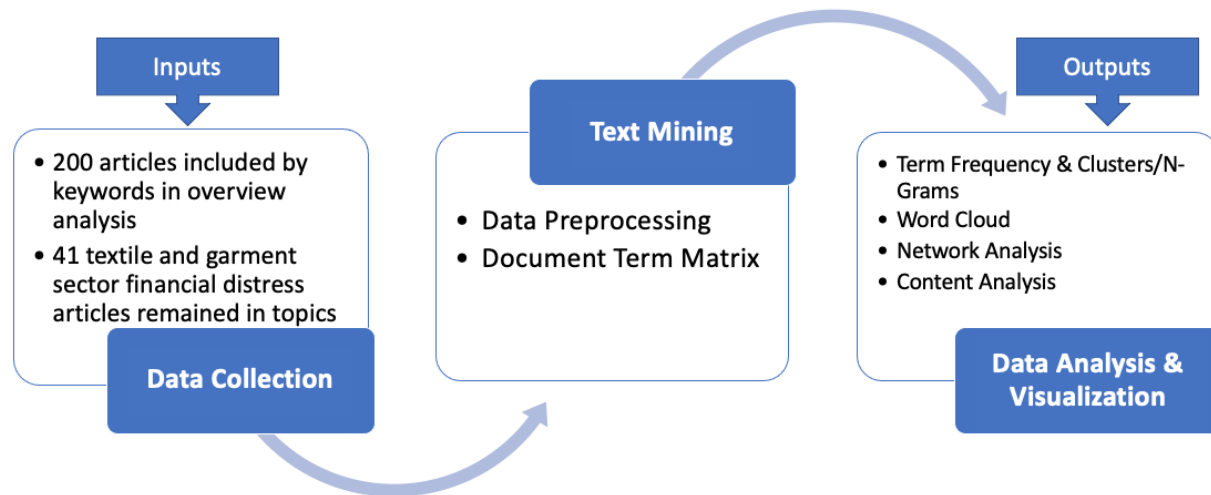 Inputs
• 200 articles included by
keywords in overview
analysis
• 41 textile and garment
sector financial distress
articles remained in topics
Data Collection
Text Mining
• Data Preprocessing
• Document Term Matrix
Outputs
• Term Frequency & Clusters/N-
Grams
• Word Cloud
• Network Analysis
• Content Analysis
Data Analysis &
Visualization